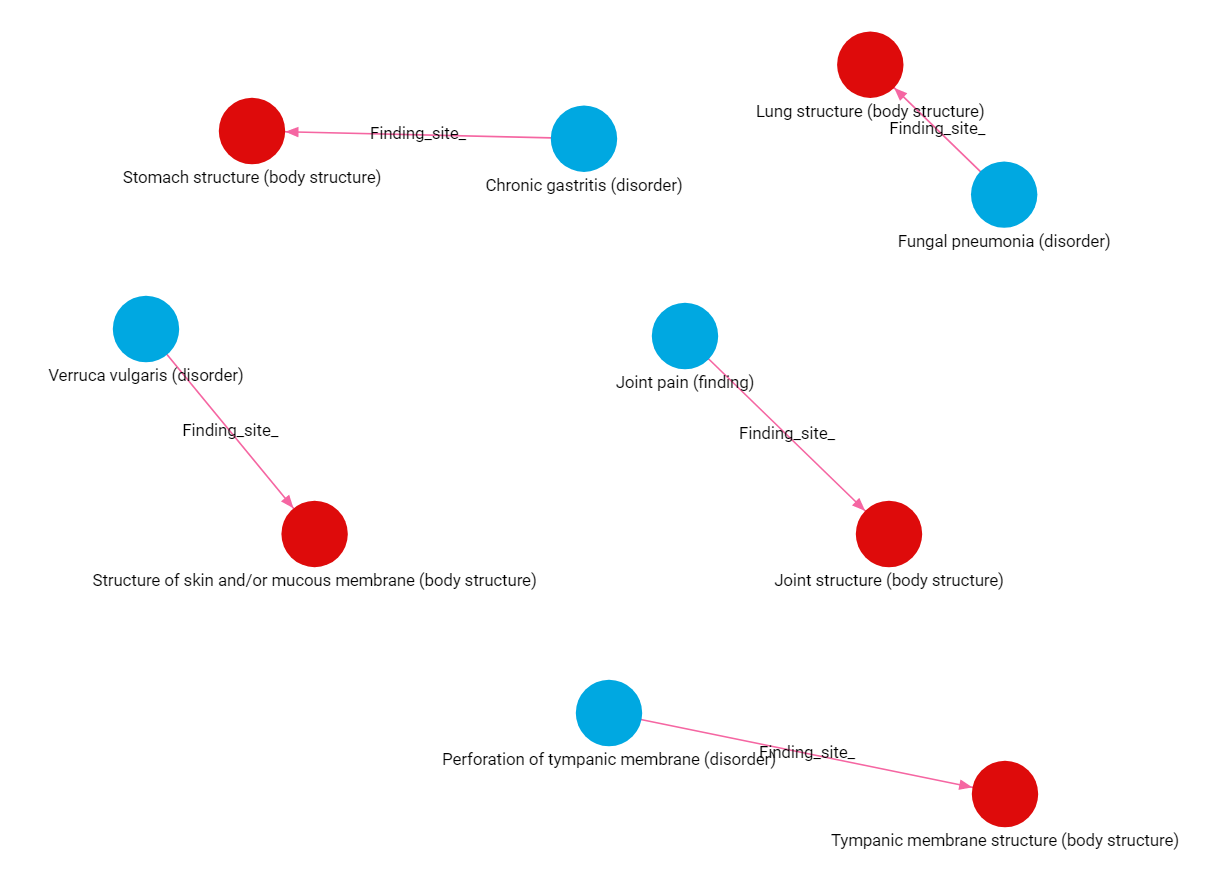 Lung structure (body structure)
Finding_site_
Finding_site_
Stomach structure (body structure)
Chronic gastritis (disorder)
Fungal pneumonia (disorder)
Verruca vulgaris (disorder)
Joint pain (finding)
Finding_site_
Finding_site_
Structure of skin and/or mucous membrane (body structure)
Joint structure (body structure)
Perforation of tympanic membrane (disorder)
Finding_site_
Tympanic membrane structure (body structure)